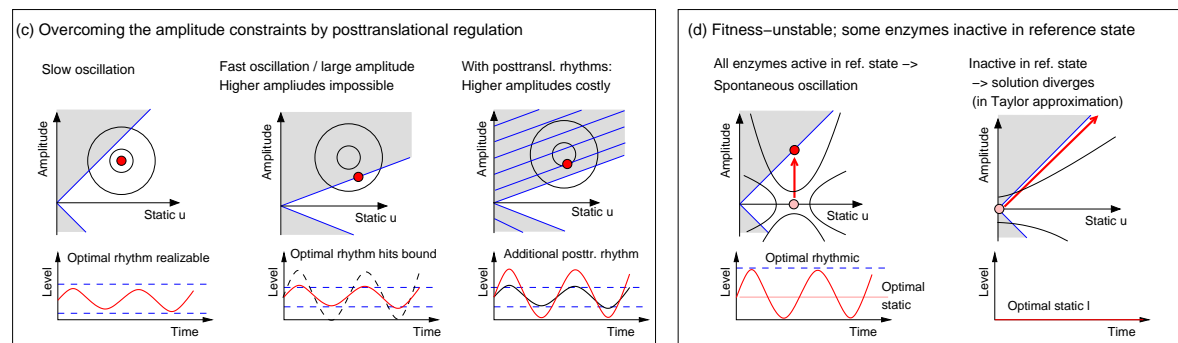 (c) Overcoming the amplitude constraints by posttranslational regulation
Slow oscillation
Fast oscillation / large amplitude
Higher ampliudes impossible
With posttransl. rhythms:
Higher amplitudes costly
Amplitude
Static u
Amplitude
Static u
Amplitude
Static u
Level
Optimal rhythm realizable
Time
Level
Optimal rhythm hits bound
Time
Level
Additional posttr. rhythm
Time
(d) Fitness−unstable; some enzymes inactive in reference state
All enzymes active in ref. state −>
Spontaneous oscillation
Inactive in ref. state
−> solution diverges
(in Taylor approximation)
Amplitude
Static u
Amplitude
Static u
Level
Optimal rhythmic
Optimal
static
Time
Level
Optimal static l
Time